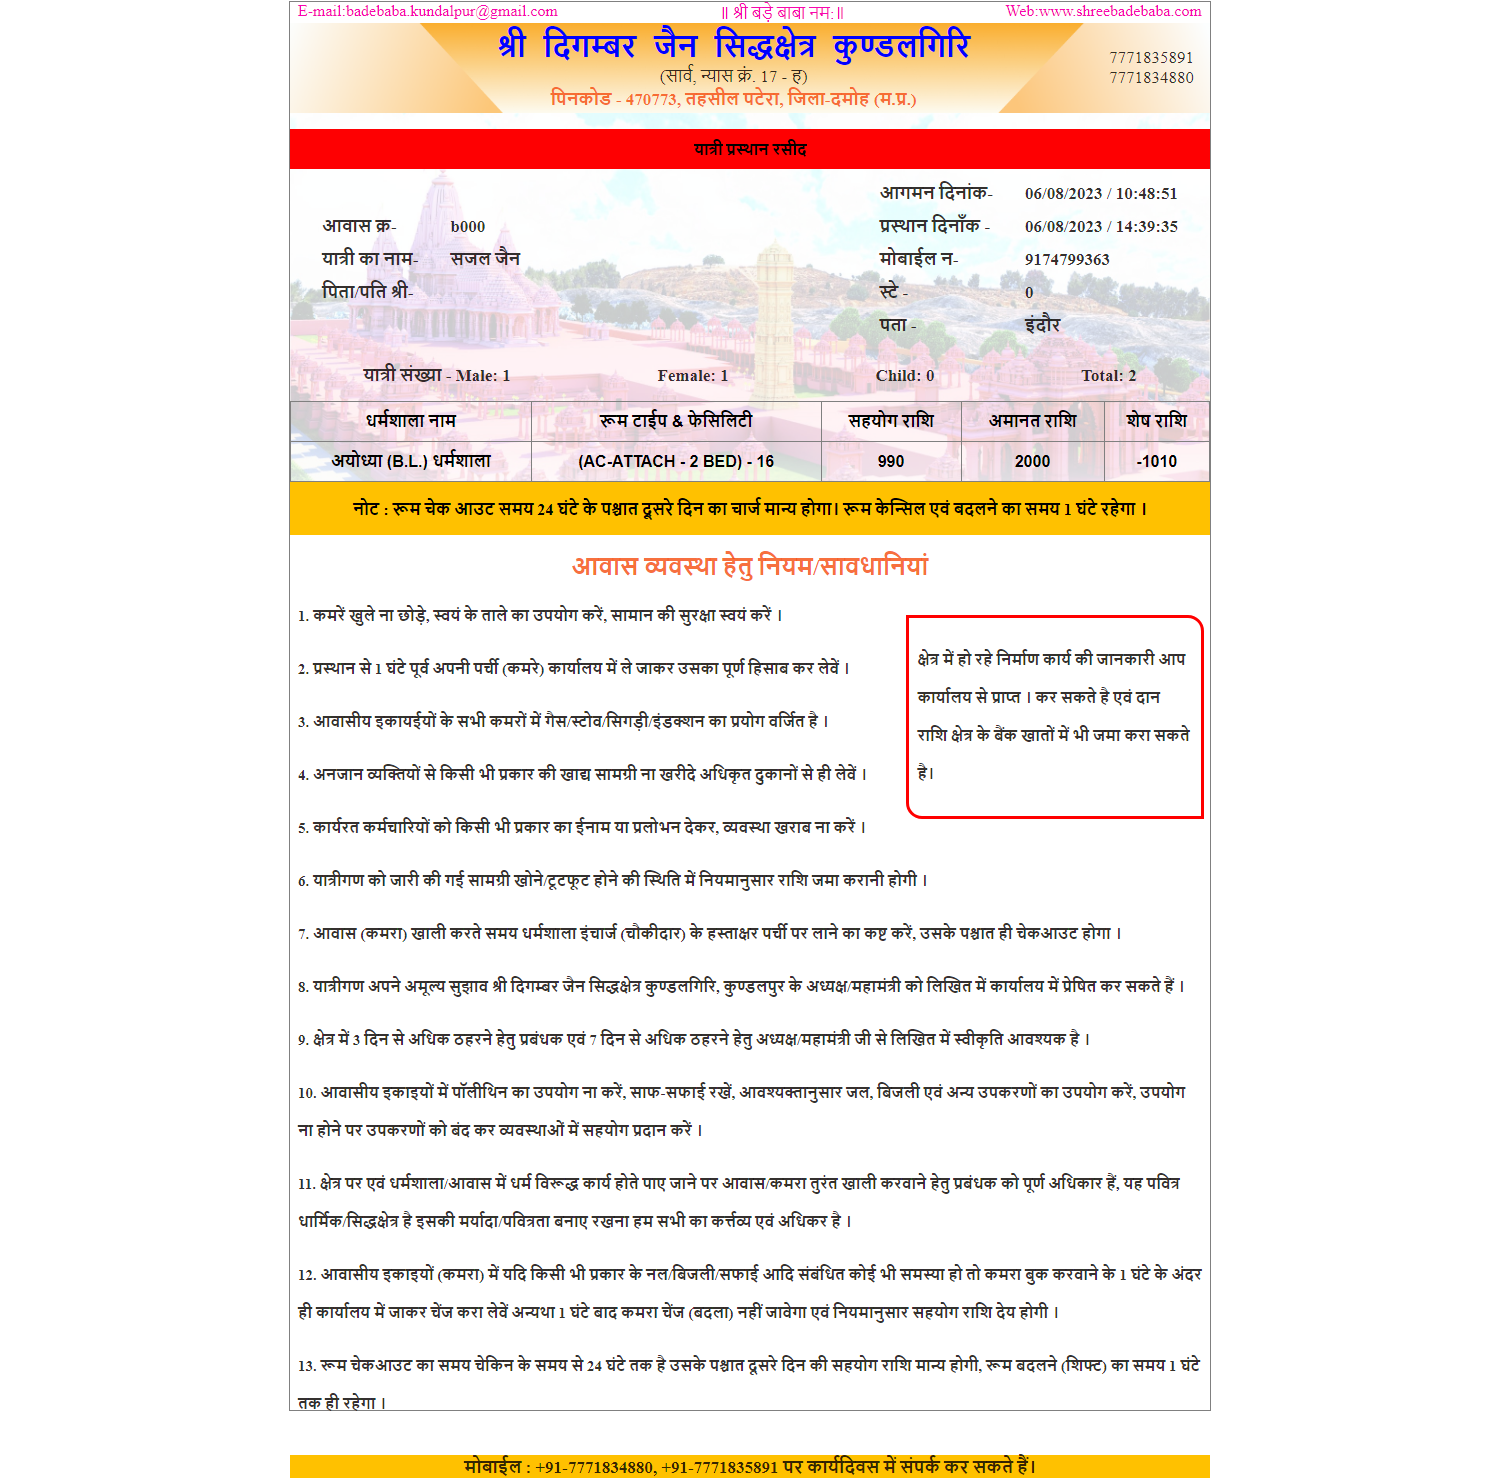 E-mail:badebaba.kundalpur@gmail.com || श्री बड़े बाबा नम:|| Web:www.shreebadebaba.com
श्री दिगम्बर जैन सिद्धक्षेत्र कुण्डलगिरि
(सार्व, न्यास क्रं. 17 - ह)
7771835891
7771834880
पिनकोड - 470773, तहसील पटेरा, जिला-दमोह (म.प्र.)
यात्री प्रस्थान रसीद
आगमन दिनांक- 06/08/2023 / 10:48:51
आवास क्र- b000 प्रस्थान दिनाँक - 06/08/2023 / 14:39:35
यात्री का नाम- सजल जैन मोबाईल न- 9174799363
पिता/पति श्री- स्टे - 0
पता - इंदौर
यात्री संख्या - Male: 1 Female: 1 Child: 0 Total: 2
धर्मशाला नाम रूम टाईप & फेसिलिटी सहयोग राशि अमानत राशि शेष राशि
अयोध्या (B.L.) धर्मशाला (AC-ATTACH - 2 BED) - 16 990 2000 -1010
नोट : रूम चेक आउट समय 24 घंटे के पश्चात दूसरे दिन का चार्ज मान्य होगा। रूम केन्सिल एवं बदलने का समय 1 घंटे रहेगा ।
आवास व्यवस्था हेतु नियम/सावधानियां
1. कमरें खुले ना छोड़े, स्वयं के ताले का उपयोग करें, सामान की सुरक्षा स्वयं करें ।
2. प्रस्थान से 1 घंटे पूर्व अपनी पर्ची (कमरे) कार्यालय में ले जाकर उसका पूर्ण हिसाब कर लेवें ।
3. आवासीय इकायईयों के सभी कमरों में गैस/स्टोव/सिगड़ी/इंडक्शन का प्रयोग वर्जित है ।
4. अनजान व्यक्तियों से किसी भी प्रकार की खाद्य सामग्री ना खरीदे अधिकृत दुकानों से ही लेवें ।
5. कार्यरत कर्मचारियों को किसी भी प्रकार का ईनाम या प्रलोभन देकर, व्यवस्था खराब ना करें ।
क्षेत्र में हो रहे निर्माण कार्य की जानकारी आप
कार्यालय से प्राप्त । कर सकते है एवं दान
राशि क्षेत्र के बैंक खातों में भी जमा करा सकते
है।
6. यात्रीगण को जारी की गई सामग्री खोने/टूटफूट होने की स्थिति में नियमानुसार राशि जमा करानी होगी ।
7. आवास (कमरा) खाली करते समय धर्मशाला इंचार्ज (चौकीदार) के हस्ताक्षर पर्ची पर लाने का कष्ट करें, उसके पश्चात ही चेकआउट होगा ।
8. यात्रीगण अपने अमूल्य सुझाव श्री दिगम्बर जैन सिद्धक्षेत्र कुण्डलगिरि, कुण्डलपुर के अध्यक्ष/महामंत्री को लिखित में कार्यालय में प्रेषित कर सकते हैं ।
9. क्षेत्र में 3 दिन से अधिक ठहरने हेतु प्रबंधक एवं 7 दिन से अधिक ठहरने हेतु अध्यक्ष/महामंत्री जी से लिखित में स्वीकृति आवश्यक है ।
10. आवासीय इकाइयों में पॉलीथिन का उपयोग ना करें, साफ-सफाई रखें, आवश्यक्तानुसार जल, बिजली एवं अन्य उपकरणों का उपयोग करें, उपयोग
ना होने पर उपकरणों को बंद कर व्यवस्थाओं में सहयोग प्रदान करें ।
11. क्षेत्र पर एवं धर्मशाला/आवास में धर्म विरूद्ध कार्य होते पाए जाने पर आवास/कमरा तुरंत खाली करवाने हेतु प्रबंधक को पूर्ण अधिकार हैं, यह पवित्र
धार्मिक/सिद्धक्षेत्र है इसकी मर्यादा/पवित्रता बनाए रखना हम सभी का कर्त्तव्य एवं अधिकर है ।
12. आवासीय इकाइयों (कमरा) में यदि किसी भी प्रकार के नल/बिजली/सफाई आदि संबंधित कोई भी समस्या हो तो कमरा बुक करवाने के 1 घंटे के अंदर
ही कार्यालय में जाकर चेंज करा लेवें अन्यथा 1 घंटे बाद कमरा चेंज (बदला) नहीं जावेगा एवं नियमानुसार सहयोग राशि देय होगी ।
13. रूम चेकआउट का समय चेकिन के समय से 24 घंटे तक है उसके पश्चात दूसरे दिन की सहयोग राशि मान्य होगी, रूम बदलने (शिफ्ट) का समय 1 घंटे
तक ही रहेगा ।
मोबाईल : +91-7771834880, +91-7771835891 पर कार्यदिवस में संपर्क कर सकते हैं।